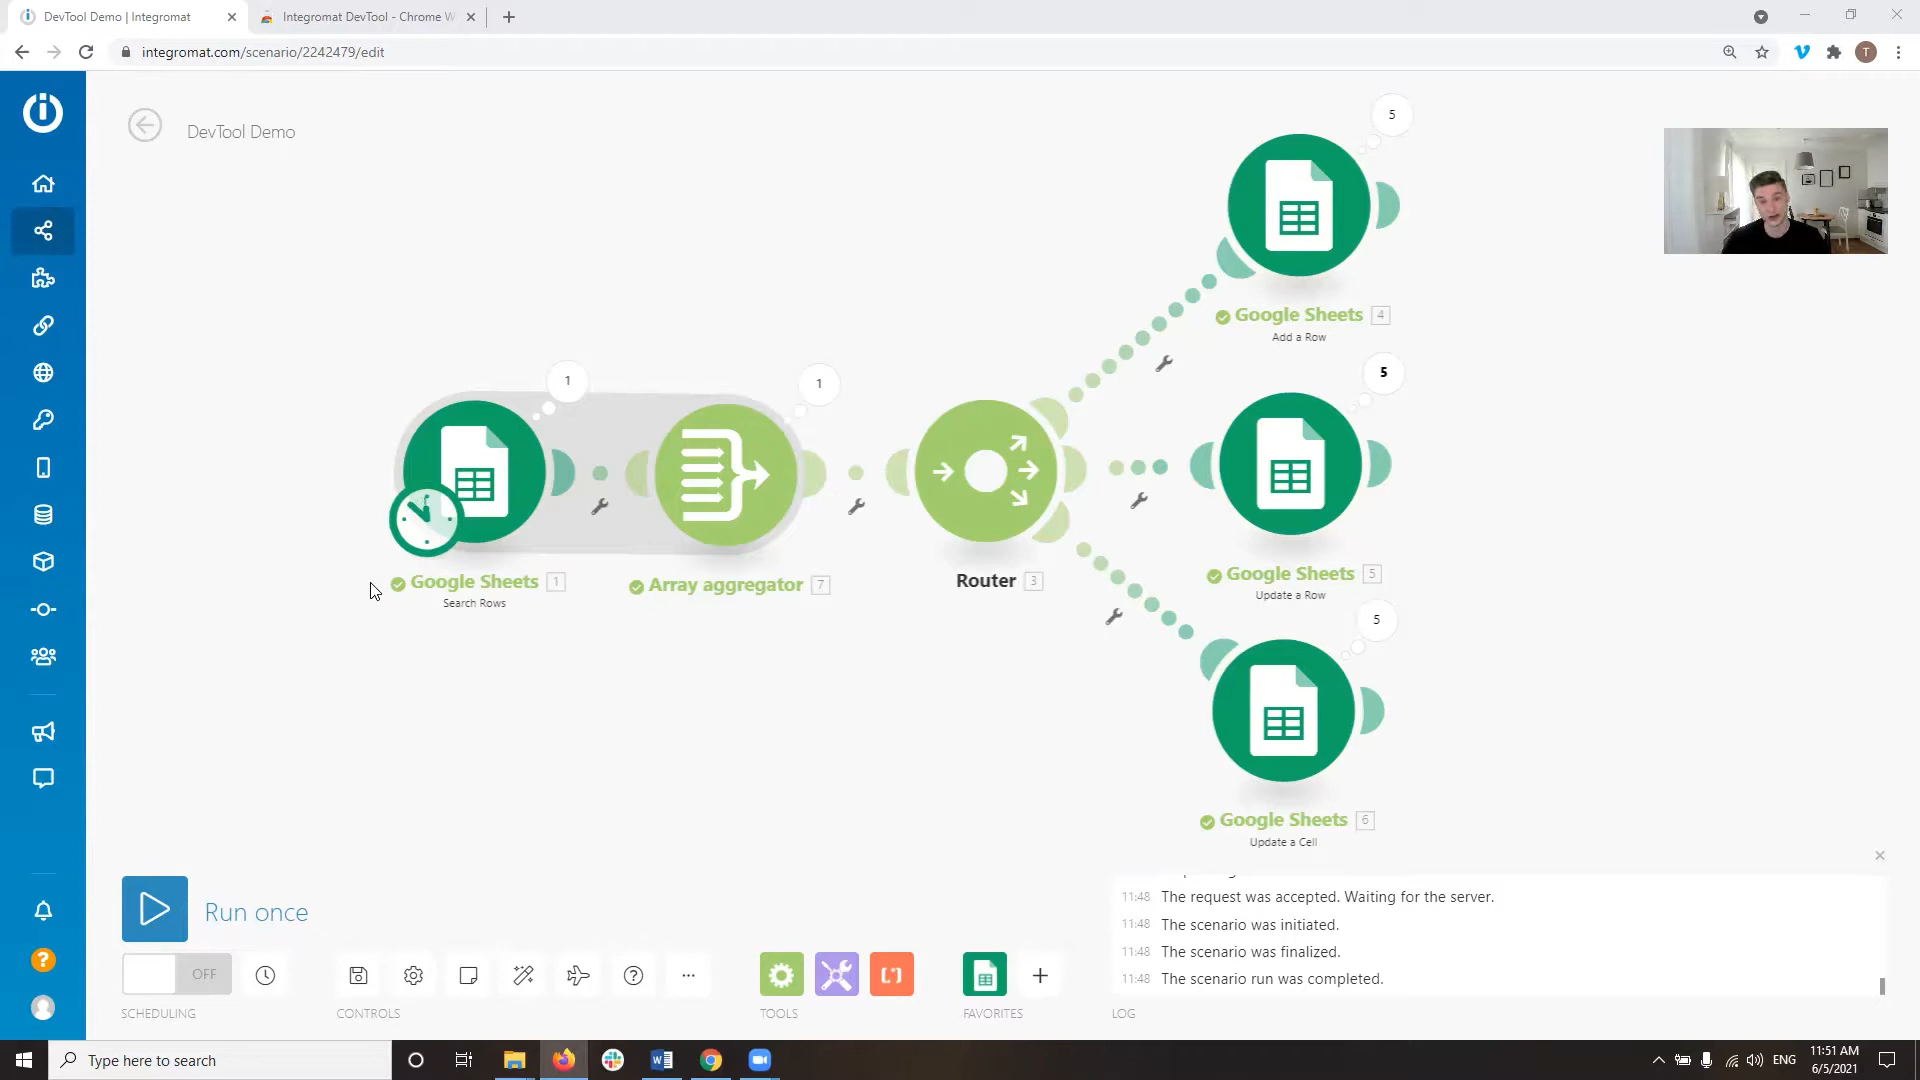 DevTool Demo | Integromat
Integromat DevTool - Chrome W
integromat.com/scenario/2242479/edit
T
DevTool Demo
5
Google Sheets 4
Add a Row
1
1
5
Google Sheets 1
Search Rows
Array aggregator 7
Router 3
Google Sheets 5
Update a Row
5
Google Sheets 6
Update a Cell
Run once
11:48 The request was accepted. Waiting for the server.
11:48 The scenario was initiated.
11:48 The scenario was finalized.
11:48 The scenario run was completed.
OFF
SCHEDULING
CONTROLS
TOOLS
FAVORITES
LOG
Type here to search
ENG
11:51 AM
6/5/2021